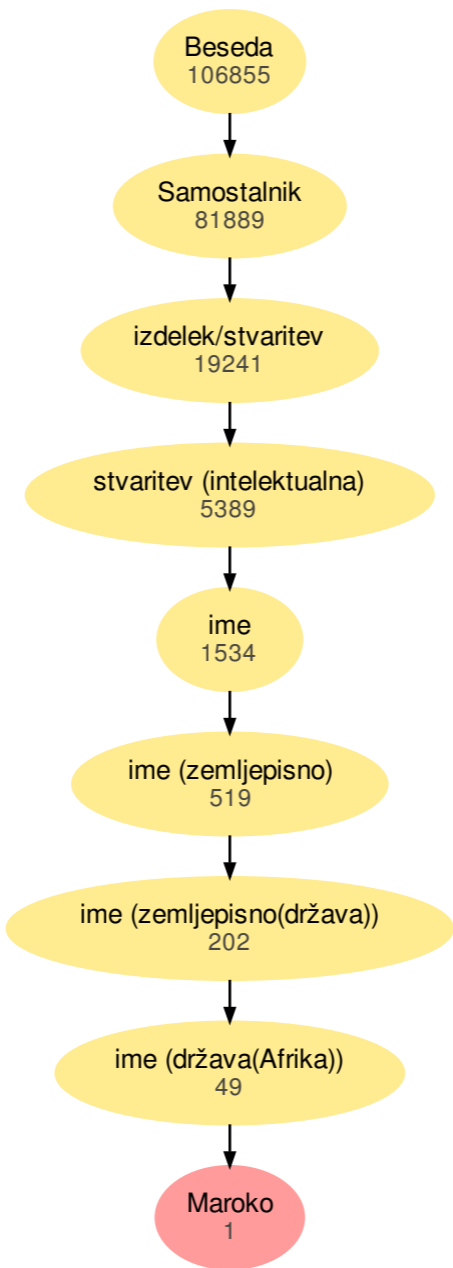 Beseda
106855
Samostalnik
81889
izdelek/stvaritev
19241
stvaritev (intelektualna)
5389
ime
1534
ime (zemljepisno)
519
ime (zemljepisno(država))
202
ime (država(Afrika))
49
Maroko
1